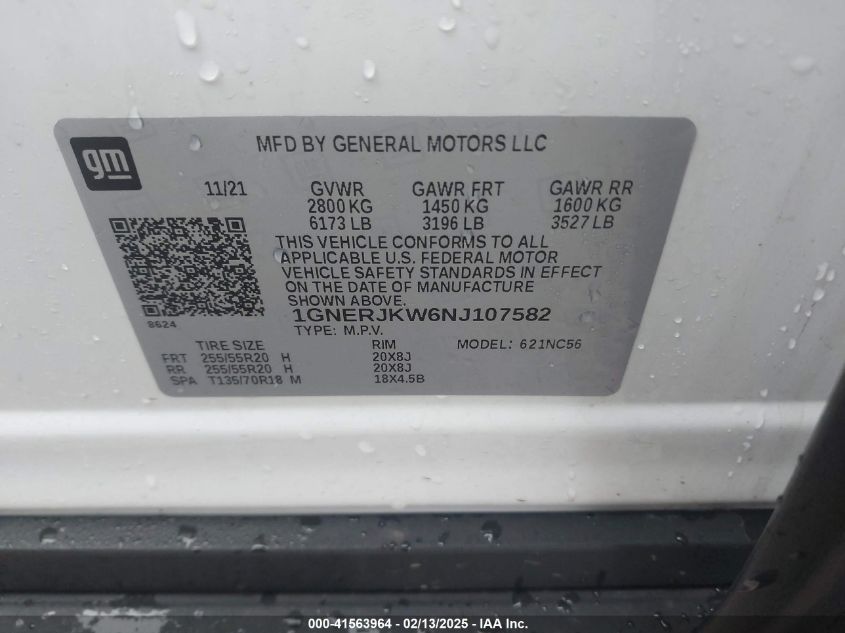 gm
MFD BY GENERAL MOTORS LLC
11/21 GVWR GAWR FRT GAWR RR
2800 KG 1450 KG 1600 KG
6173 LB 3196 LB 3527 LB
THIS VEHICLE CONFORMS TO ALL
APPLICABLE U.S. FEDERAL MOTOR
VEHICLE SAFETY STANDARDS IN EFFECT
ON THE DATE OF MANUFACTURE
SHOWN ABOVE.
8624
1GNERJKW6NJ107582
TYPE: M.P.V.
TIRE SIZE RIM MODEL: 621NC56
FRT 255/55R20 H 20X8J
RR 255/55R20 H 20X8J
SPA T135/70R18 M 18X4.5B
000-41563964 - 02/13/2025 - IAA Inc.